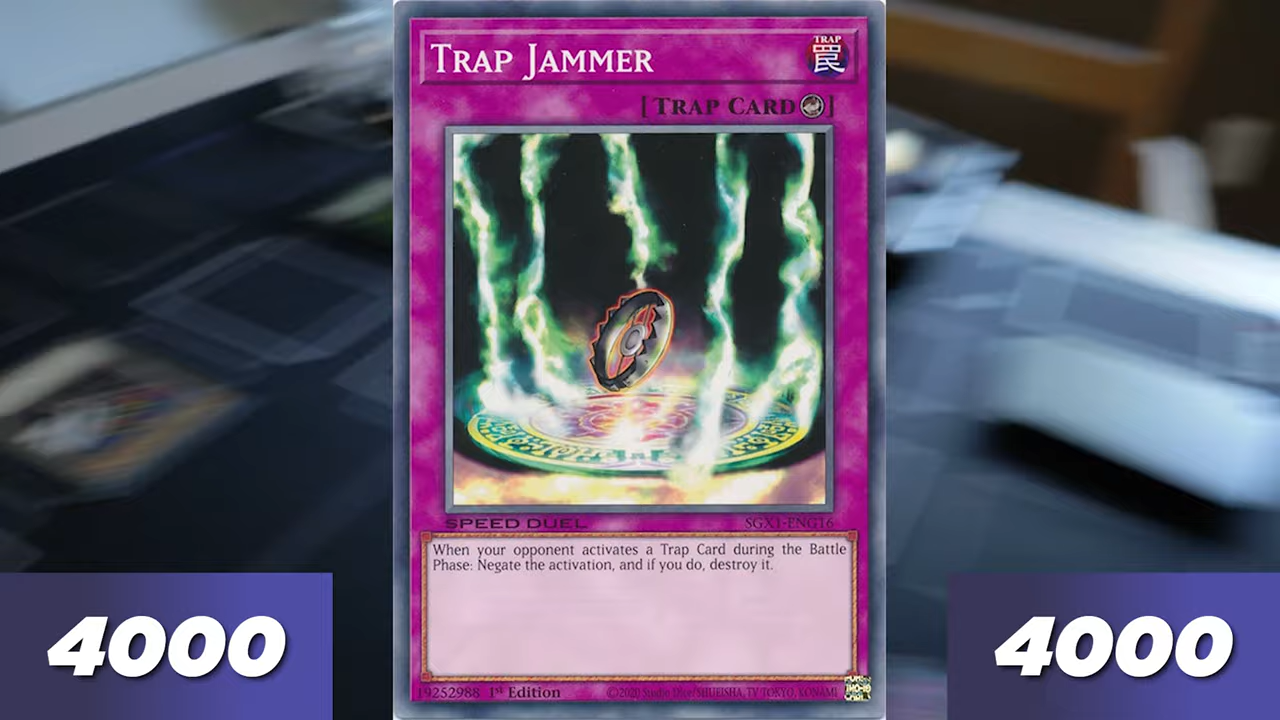 TRAP JAMMER
TRAP
罠
[TRAP CARD]
SPEED DUEL
SGX1-ENG16
When your opponent activates a Trap Card during the Battle
Phase: Negate the activation, and if you do, destroy it.
4000
4000
19252988 1st Edition
©2020 Studio Dice/SHUEISHA, TV TOKYO, KONAMI